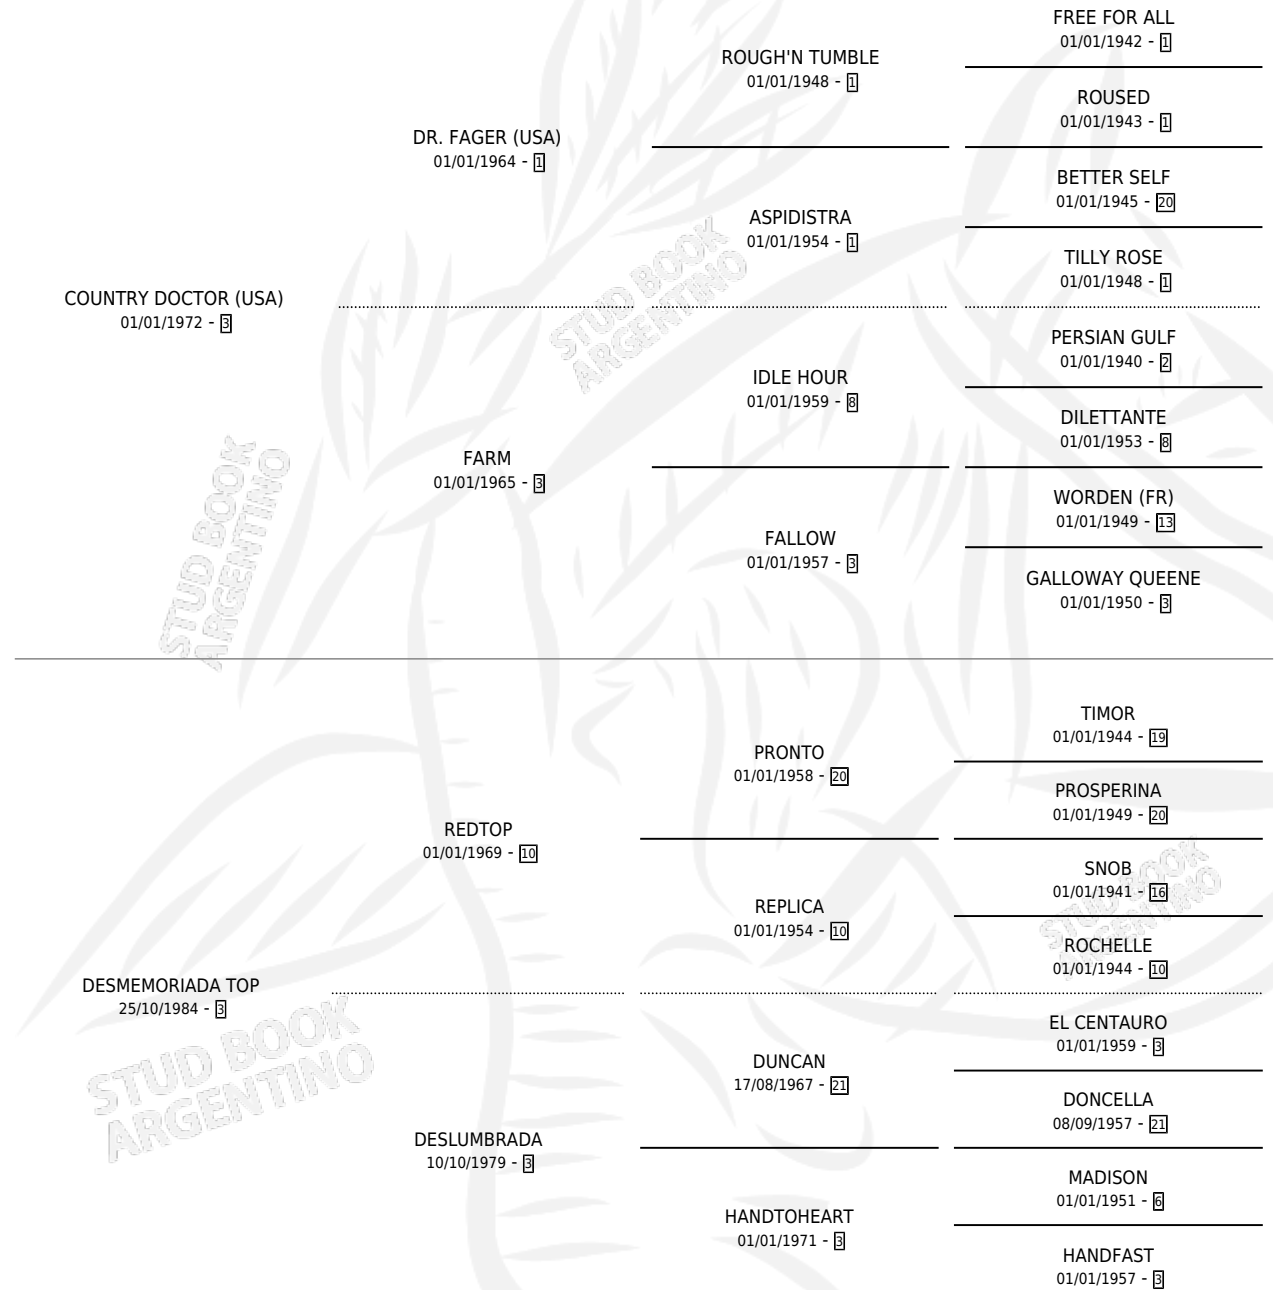 FREE FOR ALL
01/01/1942 - 1
ROUGH'N TUMBLE
01/01/1948 - 1
ROUSED
01/01/1943 - 1
DR. FAGER (USA)
01/01/1964 - 1
BETTER SELF
01/01/1945 - 20
ASPIDISTRA
01/01/1954 - 1
TILLY ROSE
01/01/1948 - 1
COUNTRY DOCTOR (USA)
01/01/1972 - 3
PERSIAN GULF
01/01/1940 - 2
IDLE HOUR
01/01/1959 - 8
DILETTANTE
01/01/1953 - 8
FARM
01/01/1965 - 3
WORDEN (FR)
01/01/1949 - 13
FALLOW
01/01/1957 - 3
GALLOWAY QUEENE
01/01/1950 - 3
TIMOR
01/01/1944 - 19
PRONTO
01/01/1958 - 20
PROSPERINA
01/01/1949 - 20
REDTOP
01/01/1969 - 10
SNOB
01/01/1941 - 16
REPLICA
01/01/1954 - 10
ROCHELLE
01/01/1944 - 10
DESMEMORIADA TOP
25/10/1984 - 3
EL CENTAURO
01/01/1959 - 3
DUNCAN
17/08/1967 - 21
DONCELLA
08/09/1957 - 21
DESLUMBRADA
10/10/1979 - 3
MADISON
01/01/1951 - 6
HANDTOHEART
01/01/1971 - 3
HANDFAST
01/01/1957 - 3
STUD BOOK
ARGENTINO
STUD BOOK
ARGENTINO
STUD BOOK
ARGENTINO
STUD BOOK
ARGENTINO